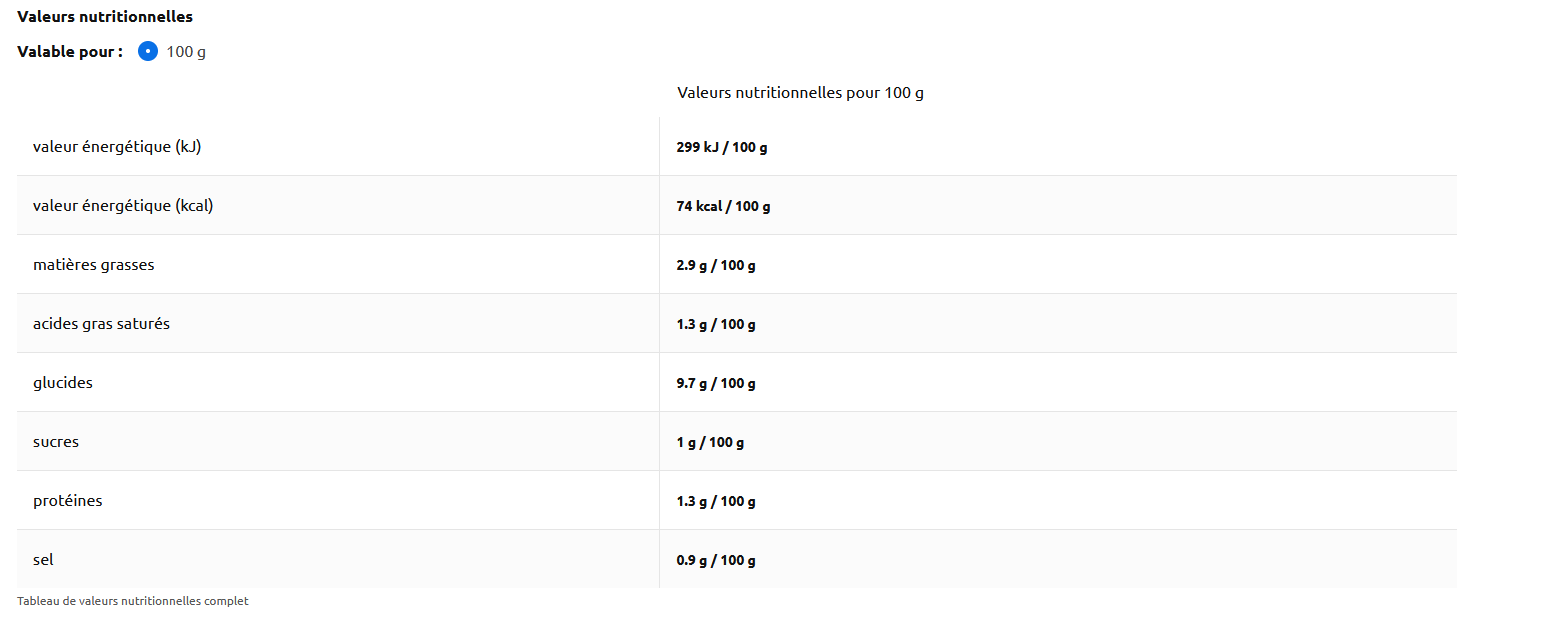 Valeurs nutritionnelles
Valable pour : 100 g
Valeurs nutritionnelles pour 100 g
valeur énergétique (kJ) 299 kJ / 100 g
valeur énergétique (kcal) 74 kcal / 100 g
matières grasses 2.9 g / 100 g
acides gras saturés 1.3 g / 100 g
glucides 9.7 g / 100 g
sucres 1 g / 100 g
protéines 1.3 g / 100 g
sel 0.9 g / 100 g
Tableau de valeurs nutritionnelles complet